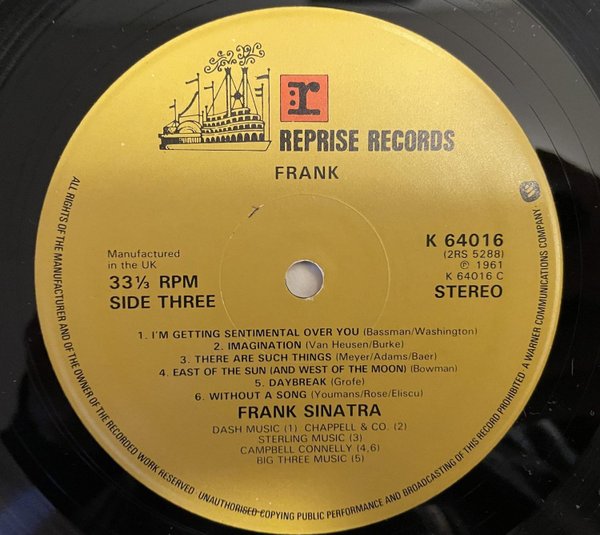 r
REPRISE RECORDS
FRANK
Manufactured
in the UK
33⅓ RPM
SIDE THREE
K 64016
(2RS 5288)
℗ 1961
K 64016 C
STEREO
1. I'M GETTING SENTIMENTAL OVER YOU (Bassman/Washington)
2. IMAGINATION (Van Heusen/Burke)
3. THERE ARE SUCH THINGS (Meyer/Adams/Baer)
4. EAST OF THE SUN (AND WEST OF THE MOON) (Bowman)
5. DAYBREAK (Grofe)
6. WITHOUT A SONG (Youmans/Rose/Eliscu)
FRANK SINATRA
DASH MUSIC (1) CHAPPELL & CO. (2)
STERLING MUSIC (3)
CAMPBELL CONNELLY (4,6)
BIG THREE MUSIC (5)
ALL RIGHTS OF THE MANUFACTURER AND OF THE OWNER OF THE RECORDED WORK RESERVED. UNAUTHORISED COPYING PUBLIC PERFORMANCE AND BROADCASTING OF THIS RECORD PROHIBITED. A WARNER COMMUNICATIONS COMPANY.